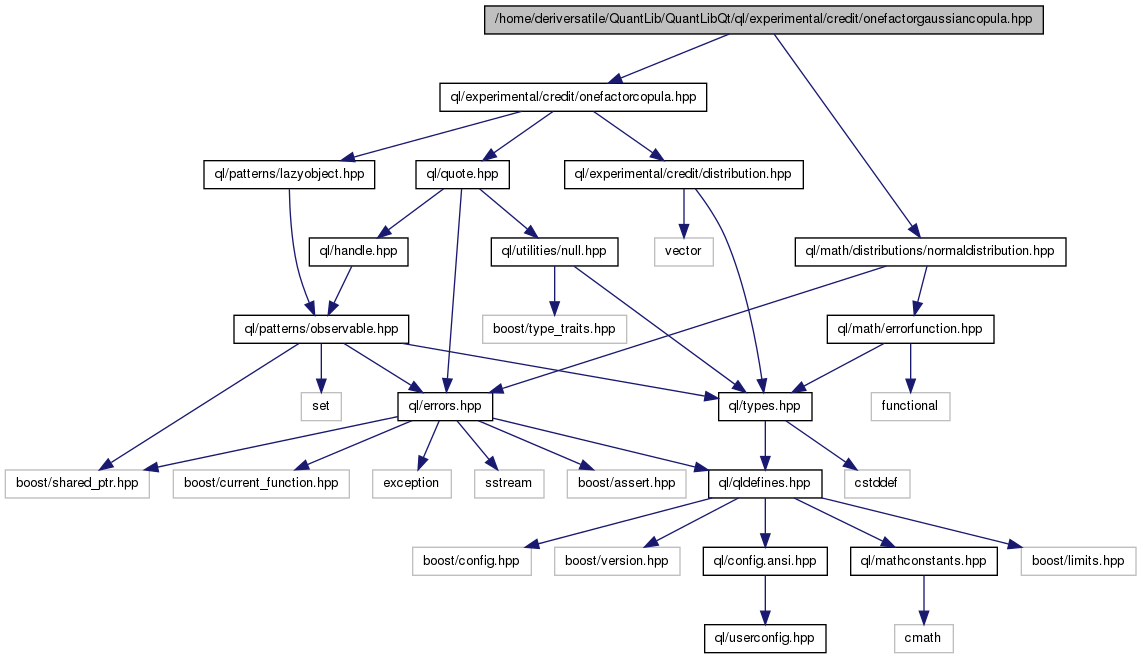 /home/deriversatile/QuantLib/QuantLibQt/ql/experimental/credit/onefactorgaussiancopula.hpp
ql/experimental/credit/onefactorcopula.hpp
ql/patterns/lazyobject.hpp
ql/quote.hpp
ql/experimental/credit/distribution.hpp
ql/handle.hpp
ql/utilities/null.hpp
vector
ql/math/distributions/normaldistribution.hpp
ql/patterns/observable.hpp
boost/type_traits.hpp
ql/math/errorfunction.hpp
set
ql/errors.hpp
ql/types.hpp
functional
boost/shared_ptr.hpp
boost/current_function.hpp
exception
sstream
boost/assert.hpp
ql/qldefines.hpp
cstddef
boost/config.hpp
boost/version.hpp
ql/config.ansi.hpp
ql/mathconstants.hpp
boost/limits.hpp
ql/userconfig.hpp
cmath